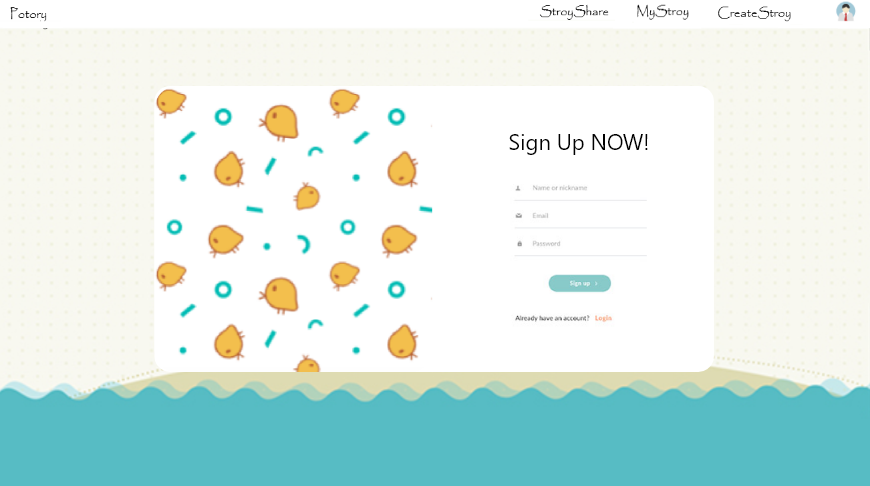 Potory StroyShare MyStroy CreateStroy
Sign Up NOW!
Name or nickname
Email
Password
Sign up ›
Already have an account? Login